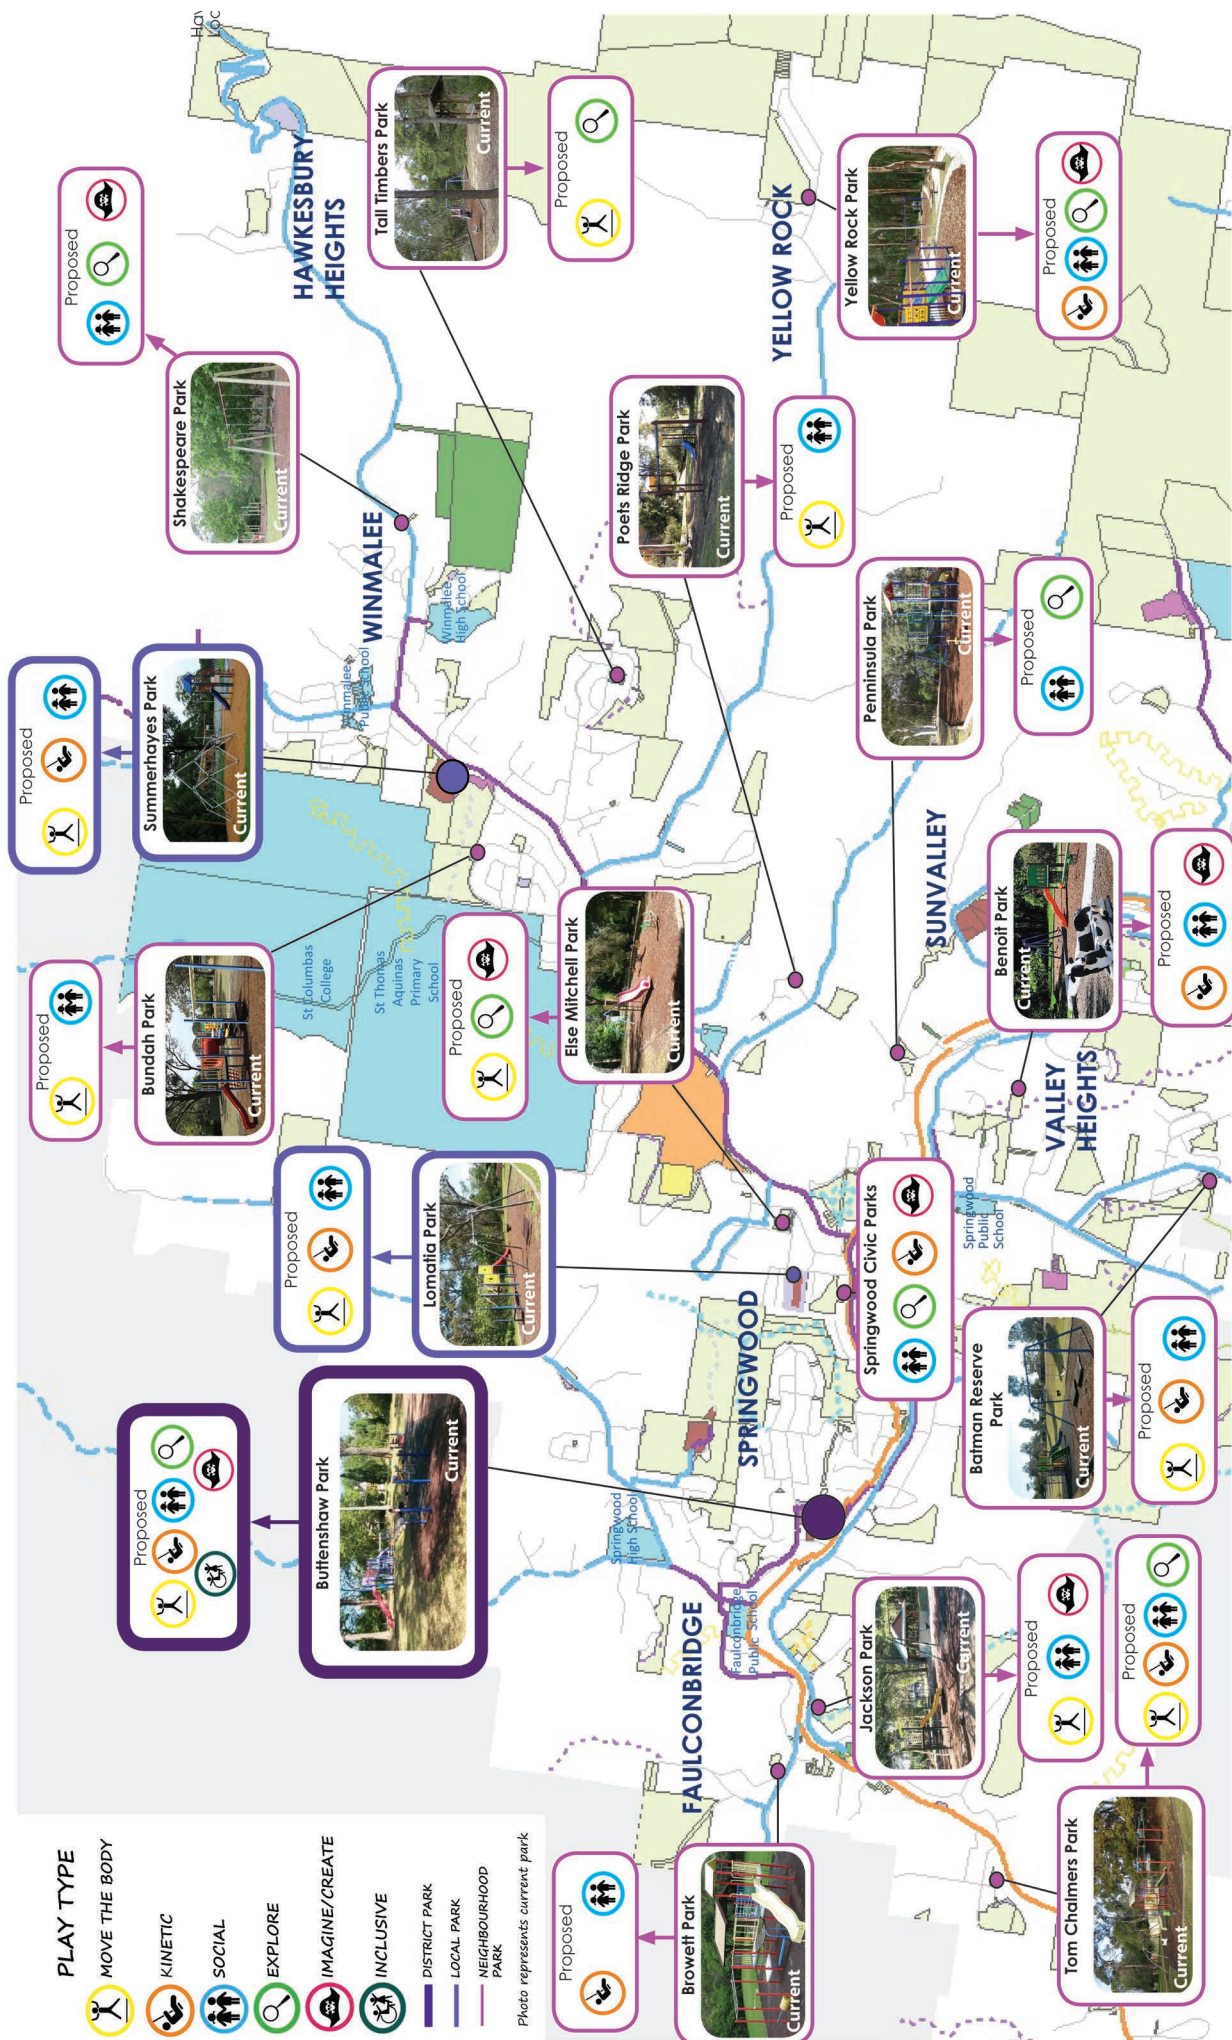 PLAY TYPE
MOVE THE BODY
KINETIC
SOCIAL
EXPLORE
IMAGINE/CREATE
INCLUSIVE
DISTRICT PARK
LOCAL PARK
NEIGHBOURHOOD
PARK
Photo represents current park
Proposed
Browett Park
Current
FAULCONBRIDGE
Tom Chalmers Park
Current
Proposed
Jackson Park
Current
Proposed
Faulconbridge
Public School
Proposed
Buttenshaw Park
Current
Springwood
High School
SPRINGWOOD
Proposed
Lomatia Park
Current
Springwood Civic Parks
Batman Reserve
Park
Current
Proposed
Springwood
Public
School
Proposed
Bundah Park
Current
St Columbas
College
St Thomas
Aquinas
Primary
School
Proposed
Else Mitchell Park
Current
VALLEY
HEIGHTS
SUNVALLEY
Benoit Park
Current
Proposed
Proposed
Summerhayes Park
Current
Winmalee
Public School
WINMALEE
Winmalee
High School
Penninsula Park
Current
Proposed
Poets Ridge Park
Current
Proposed
Proposed
Shakespeare Park
Current
HAWKESBURY
HEIGHTS
Tall Timbers Park
Current
Proposed
YELLOW ROCK
Yellow Rock Park
Current
Proposed